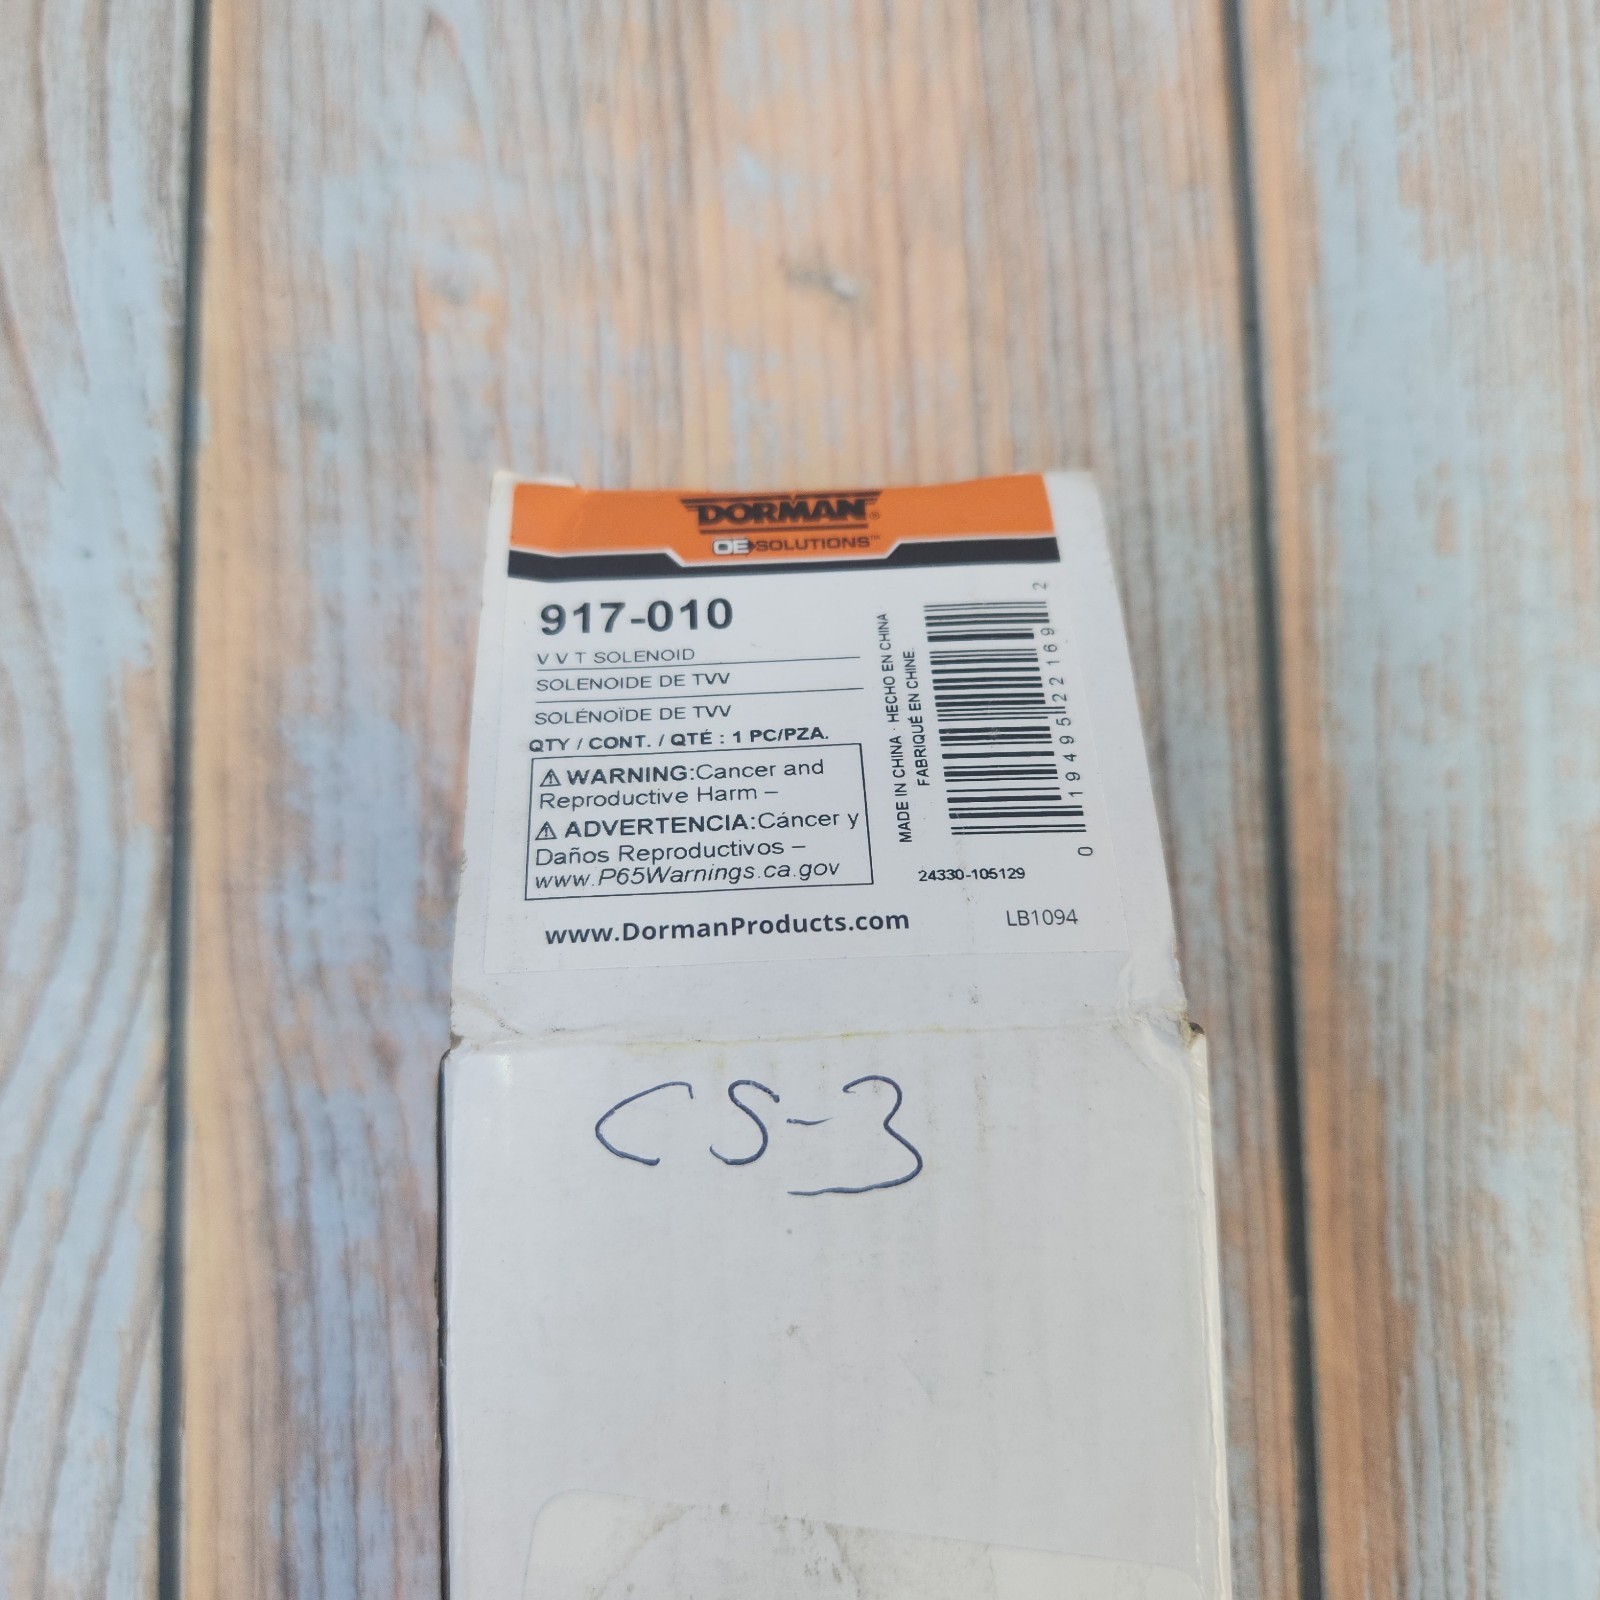 DORMAN®
OE SOLUTIONS™
917-010
V V T SOLENOID
SOLENOIDE DE TVV
SOLÉNOÏDE DE TVV
QTY / CONT. / QTÉ : 1 PC/PZA.
⚠ WARNING:Cancer and
Reproductive Harm –
⚠ ADVERTENCIA:Cáncer y
Daños Reproductivos –
www.P65Warnings.ca.gov
MADE IN CHINA · HECHO EN CHINA
FABRIQUÉ EN CHINE.
0 19495 22169 2
24330-105129
www.DormanProducts.com
LB1094
CS-3